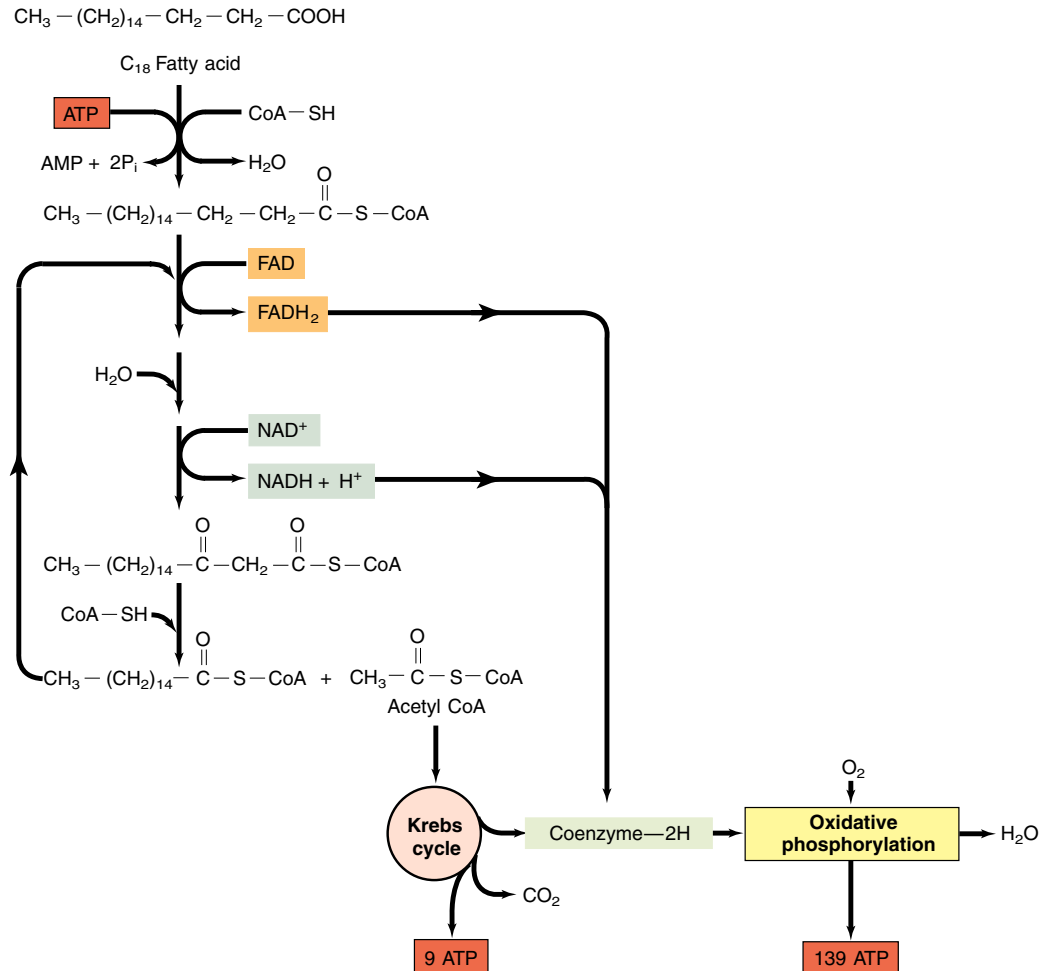 CH₃ — (CH₂)₁₄ — CH₂ — CH₂ — COOH
C₁₈ Fatty acid
ATP
CoA — SH
AMP + 2Pᵢ
H₂O
O
CH₃ — (CH₂)₁₄ — CH₂ — CH₂ — C — S — CoA
FAD
FADH₂
H₂O
NAD⁺
NADH + H⁺
O O
CH₃ — (CH₂)₁₄ — C — CH₂ — C — S — CoA
CoA — SH
O O
CH₃ — (CH₂)₁₄ — C — S — CoA + CH₃ — C — S — CoA
Acetyl CoA
O₂
Krebs
cycle
Coenzyme—2H
Oxidative
phosphorylation
H₂O
CO₂
9 ATP
139 ATP